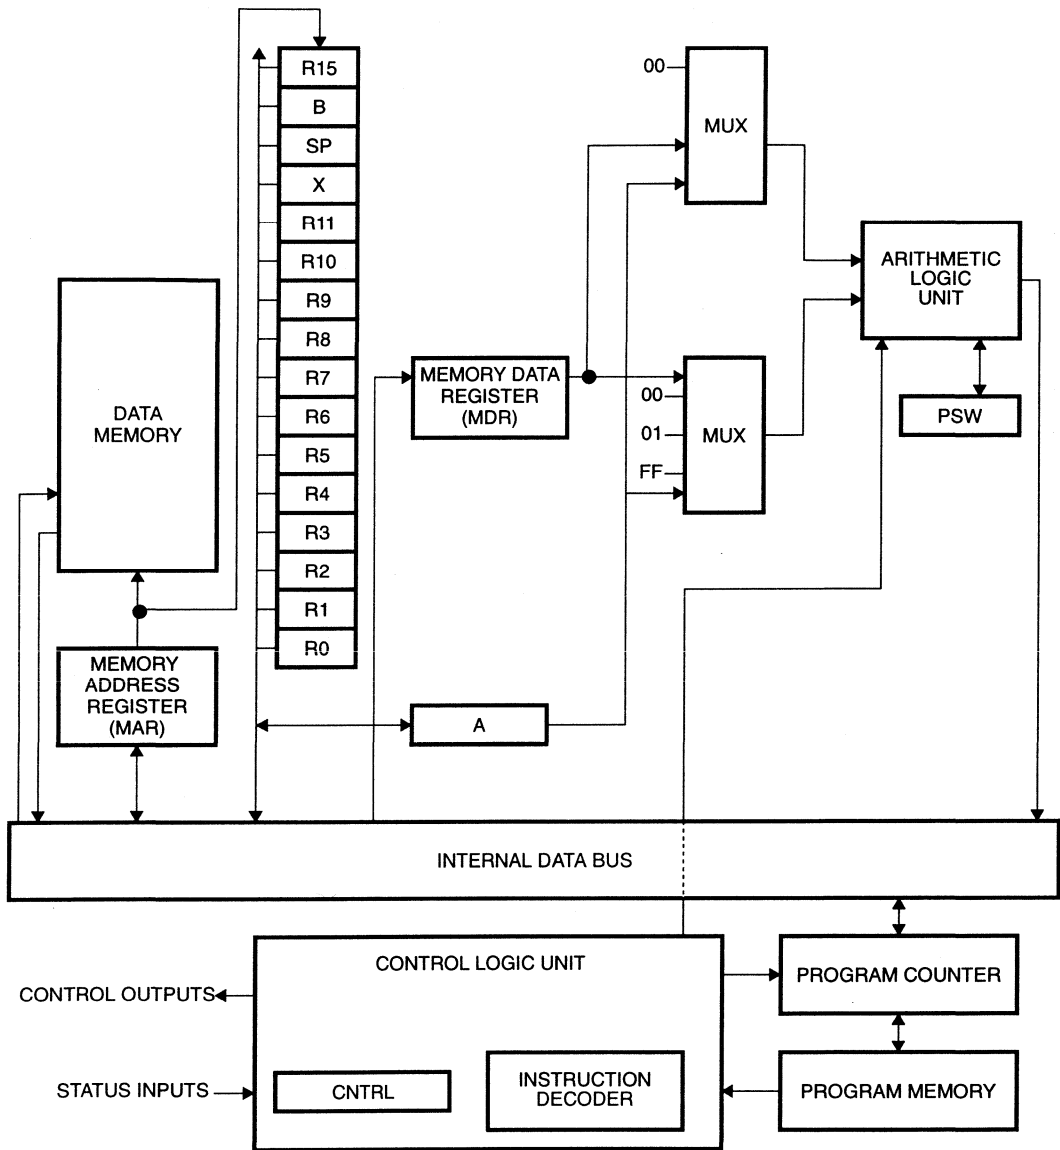 R15
B
SP
X
R11
R10
R9
R8
R7
R6
R5
R4
R3
R2
R1
R0
DATA
MEMORY
MEMORY
ADDRESS
REGISTER
(MAR)
MEMORY DATA
REGISTER
(MDR)
A
00
MUX
00
01
FF
MUX
ARITHMETIC
LOGIC
UNIT
PSW
INTERNAL DATA BUS
CONTROL LOGIC UNIT
CONTROL OUTPUTS
STATUS INPUTS
CNTRL
INSTRUCTION
DECODER
PROGRAM COUNTER
PROGRAM MEMORY